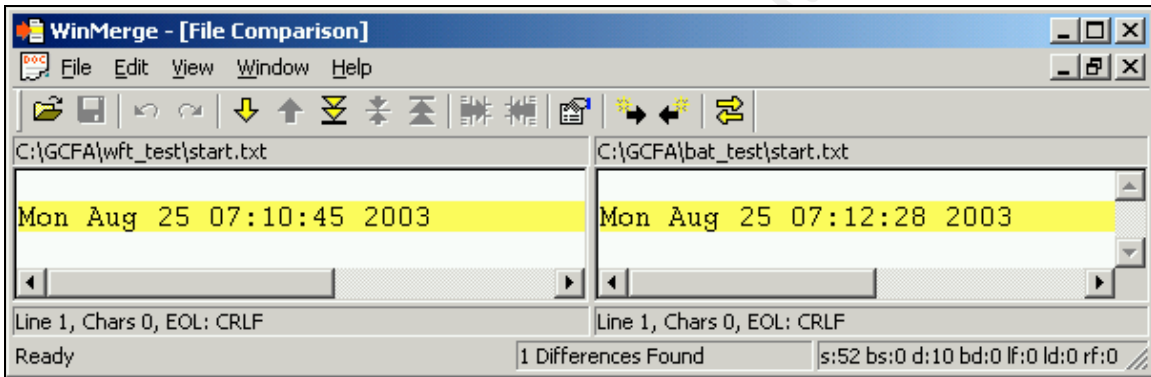 WinMerge - [File Comparison]
DOC File Edit View Window Help
C:\GCFA\wft_test\start.txt
C:\GCFA\bat_test\start.txt
Mon Aug 25 07:10:45 2003
Mon Aug 25 07:12:28 2003
Line 1, Chars 0, EOL: CRLF
Line 1, Chars 0, EOL: CRLF
Ready
1 Differences Found
s:52 bs:0 d:10 bd:0 lf:0 ld:0 rf:0